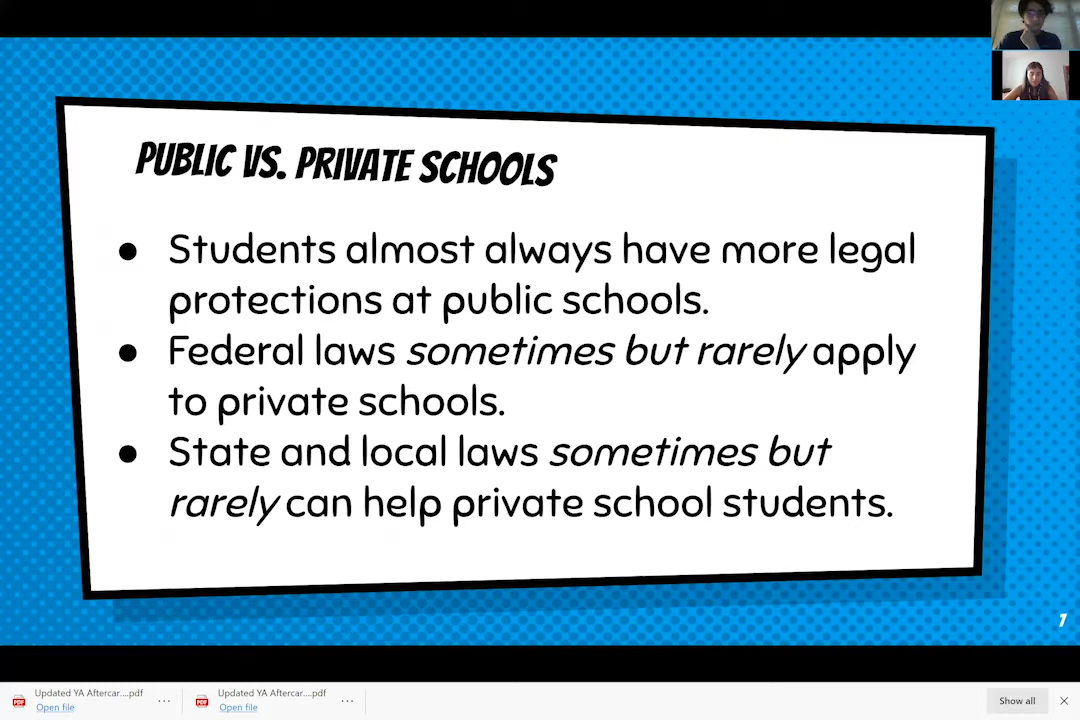 PUBLIC VS. PRIVATE SCHOOLS
● Students almost always have more legal
protections at public schools.
● Federal laws sometimes but rarely apply
to private schools.
● State and local laws sometimes but
rarely can help private school students.
1
Updated YA Aftercar....pdf
Open file
Updated YA Aftercar....pdf
Open file
Show all